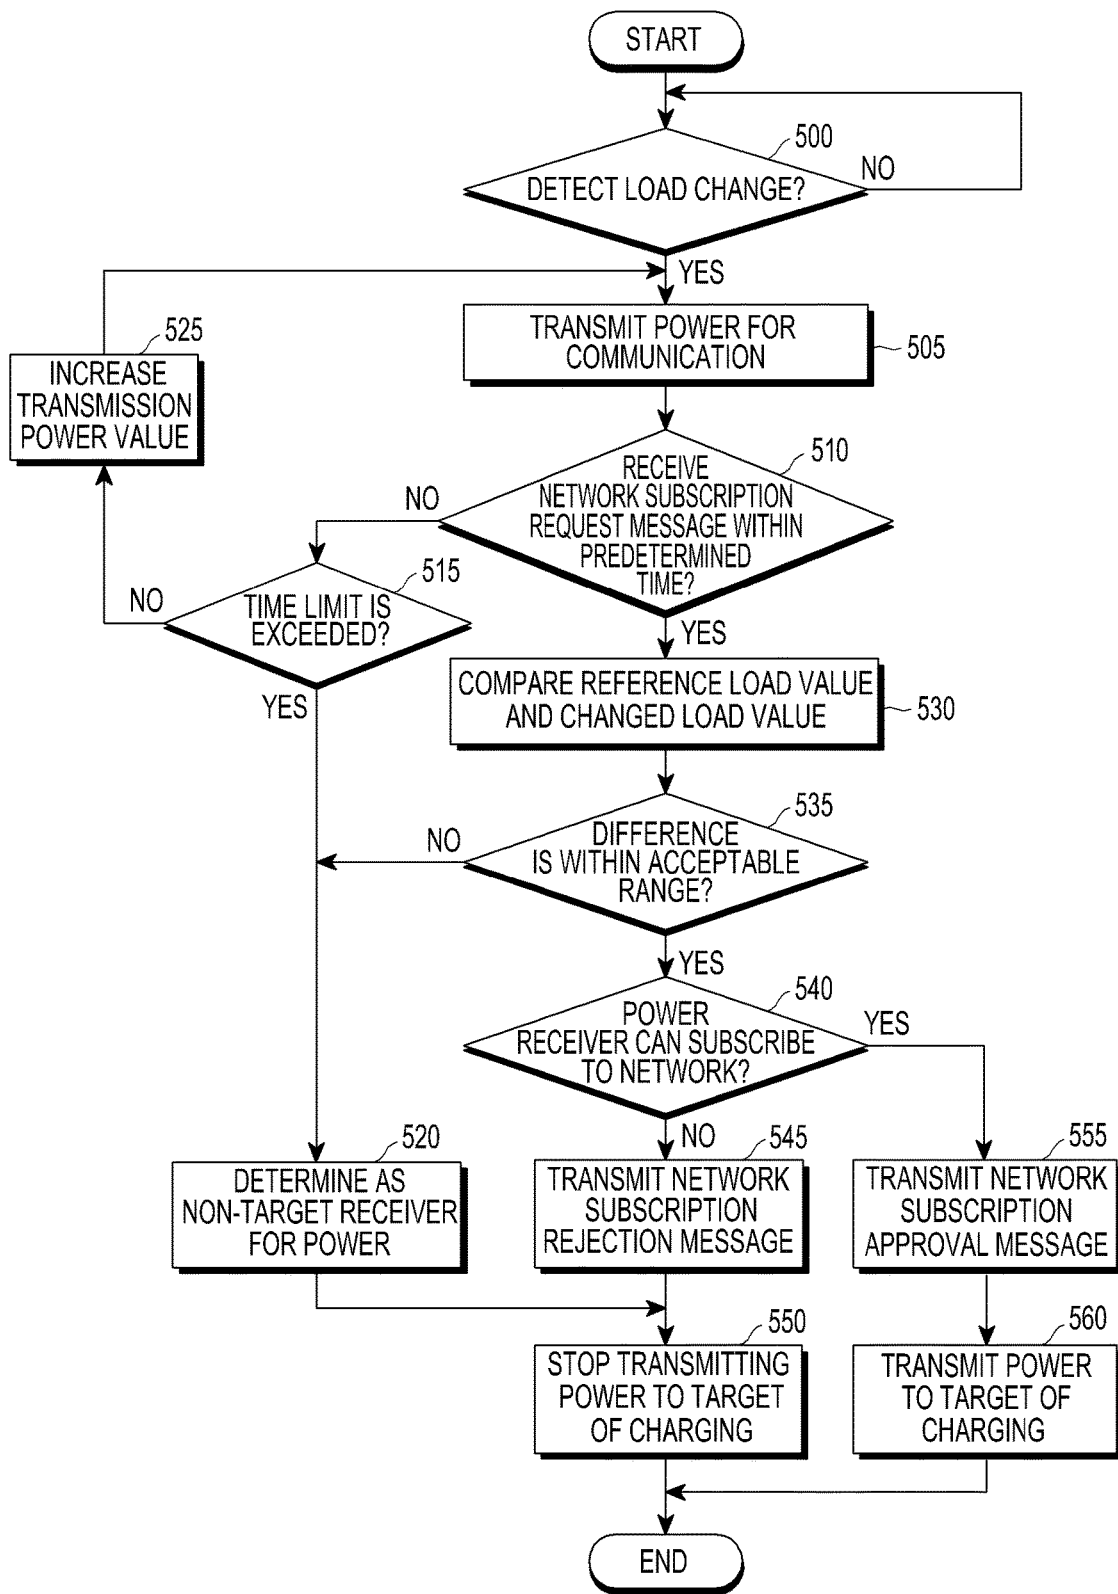 START
500
DETECT LOAD CHANGE?
NO
YES
TRANSMIT POWER FOR
COMMUNICATION
505
525
INCREASE
TRANSMISSION
POWER VALUE
510
RECEIVE
NETWORK SUBSCRIPTION
REQUEST MESSAGE WITHIN
PREDETERMINED
TIME?
NO
YES
515
TIME LIMIT IS
EXCEEDED?
NO
YES
COMPARE REFERENCE LOAD VALUE
AND CHANGED LOAD VALUE
530
535
DIFFERENCE
IS WITHIN ACCEPTABLE
RANGE?
NO
YES
540
POWER
RECEIVER CAN SUBSCRIBE
TO NETWORK?
YES
NO
520
DETERMINE AS
NON-TARGET RECEIVER
FOR POWER
545
TRANSMIT NETWORK
SUBSCRIPTION
REJECTION MESSAGE
555
TRANSMIT NETWORK
SUBSCRIPTION
APPROVAL MESSAGE
550
STOP TRANSMITTING
POWER TO TARGET
OF CHARGING
560
TRANSMIT POWER
TO TARGET OF
CHARGING
END